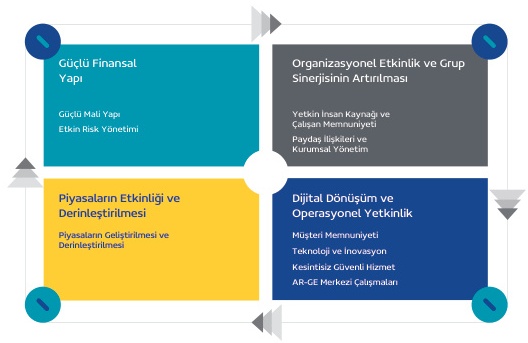 Güçlü Finansal
Yapı
Güçlü Mali Yapı
Etkin Risk Yönetimi
Organizasyonel Etkinlik ve Grup
Sinerjisinin Artırılması
Yetkin İnsan Kaynağı ve
Çalışan Memnuniyeti
Paydaş İlişkileri ve
Kurumsal Yönetim
Piyasaların Etkinliği ve
Derinleştirilmesi
Piyasaların Geliştirilmesi ve
Derinleştirilmesi
Dijital Dönüşüm ve
Operasyonel Yetkinlik
Müşteri Memnuniyeti
Teknoloji ve İnovasyon
Kesintisiz Güvenli Hizmet
AR-GE Merkezi Çalışmaları